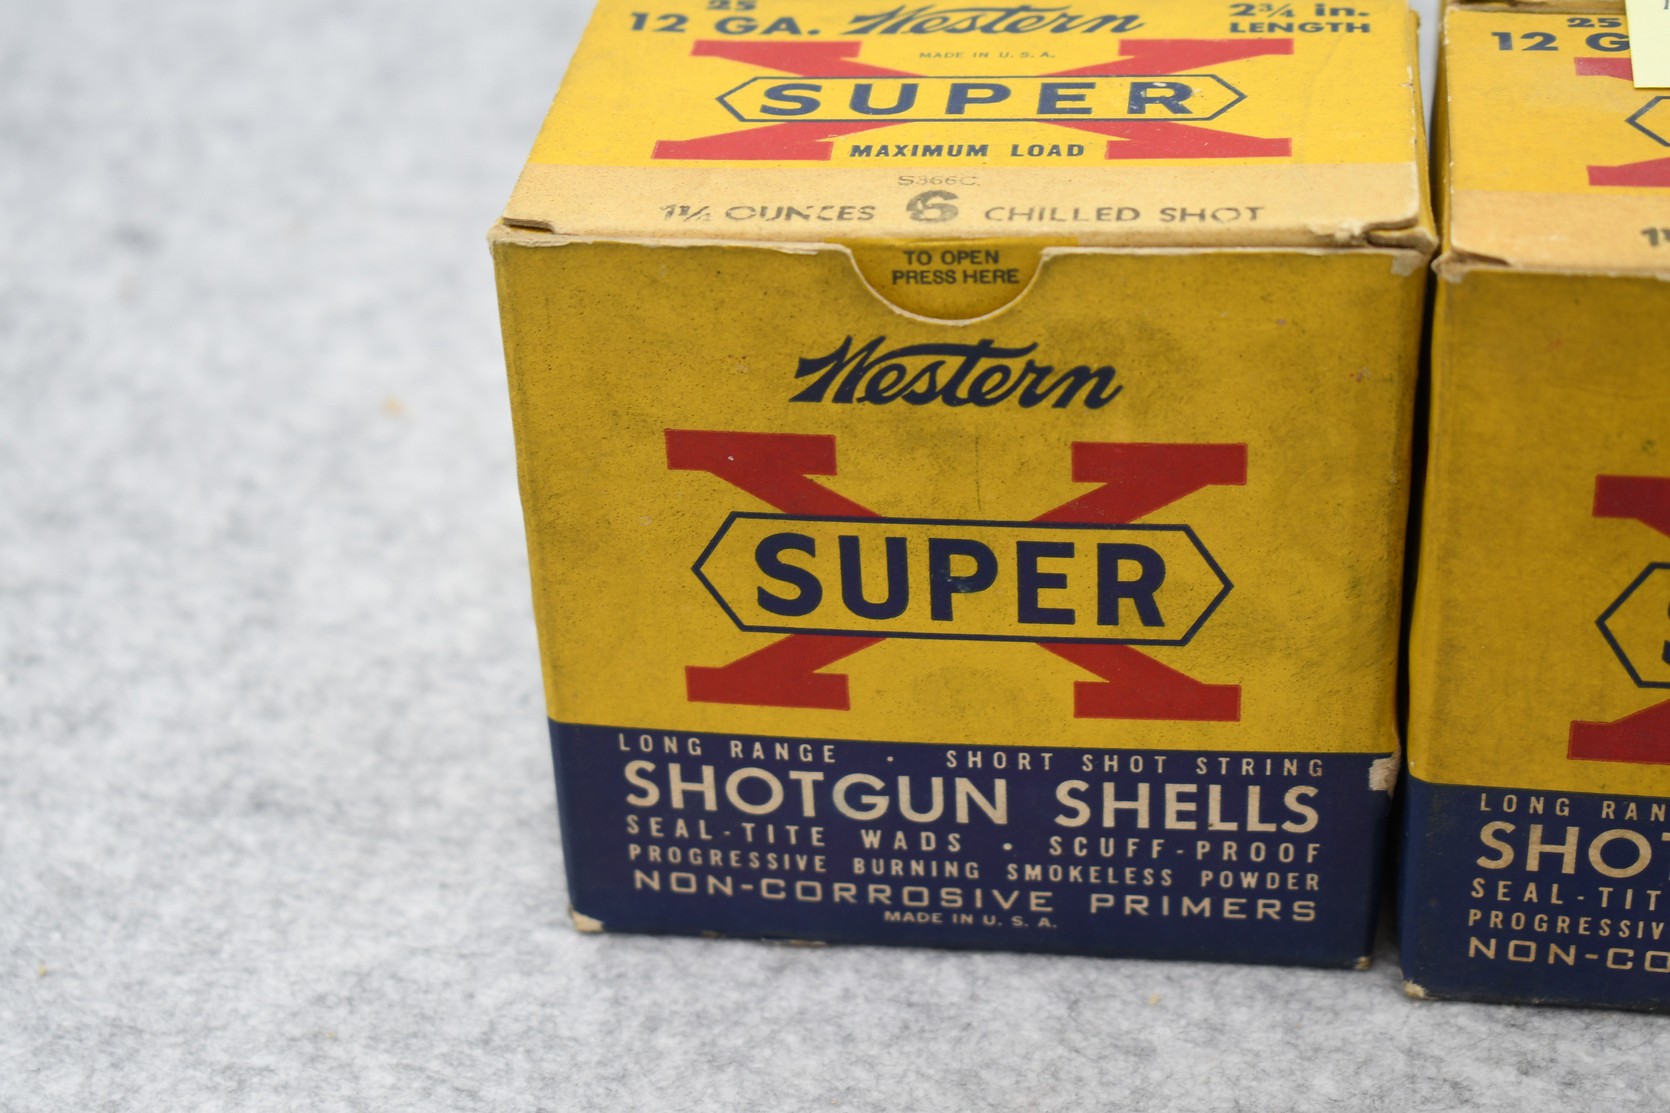 25
12 GA. Western 2¾ in.
LENGTH
MADE IN U.S.A.
SUPER X
MAXIMUM LOAD
S366C
1¼ OUNCES 6 CHILLED SHOT
TO OPEN
PRESS HERE
Western
SUPER X
LONG RANGE · SHORT SHOT STRING
SHOTGUN SHELLS
SEAL-TITE WADS · SCUFF-PROOF
PROGRESSIVE BURNING SMOKELESS POWDER
NON-CORROSIVE PRIMERS
MADE IN U.S.A.
25
12 G
LONG RAN
SHOT
SEAL-TIT
PROGRESSIV
NON-CO